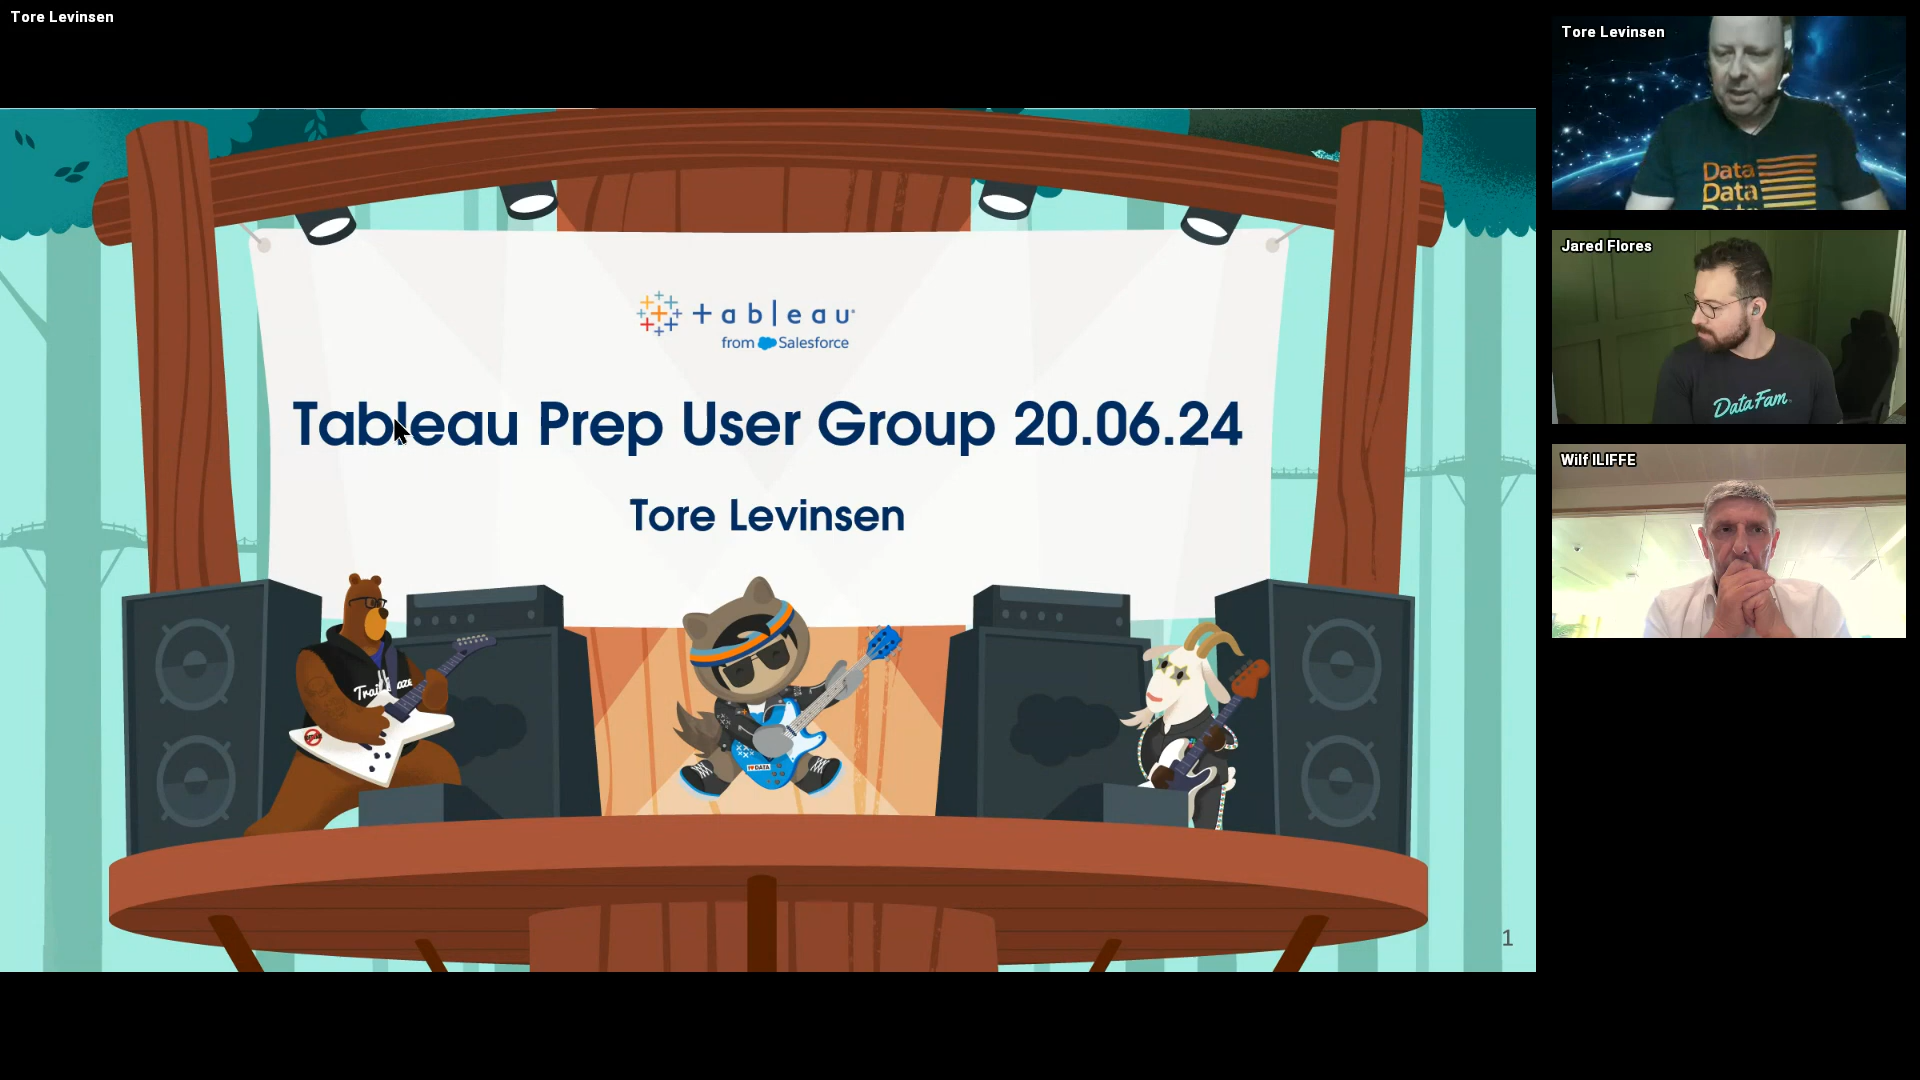 Tore Levinsen
tableau
from Salesforce
Tableau Prep User Group 20.06.24
Tore Levinsen
I ♥ DATA
1
Tore Levinsen
Data
Data
Jared Flores
DataFam
Wilf ILIFFE